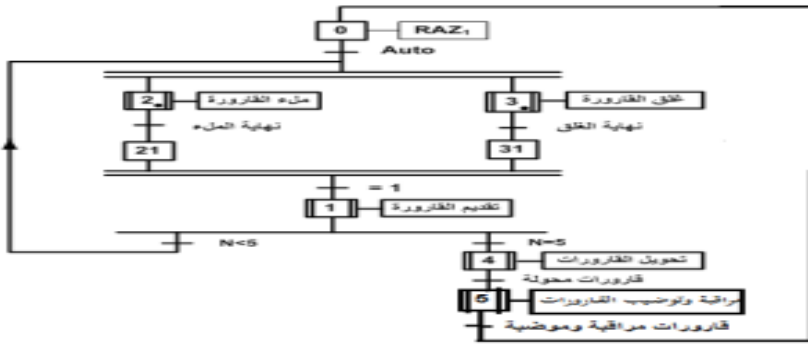 0 RAZ₁
Auto
2 ملء القارورة 3 غلق القارورة
نهاية الملء نهاية الغلق
21 31
= 1
1 تقديم القارورة
N<5 N=5
4 تحويل القارورات
قارورات محولة
5 مراقبة وتوضيب القارورات
قارورات مراقبة وموضبة